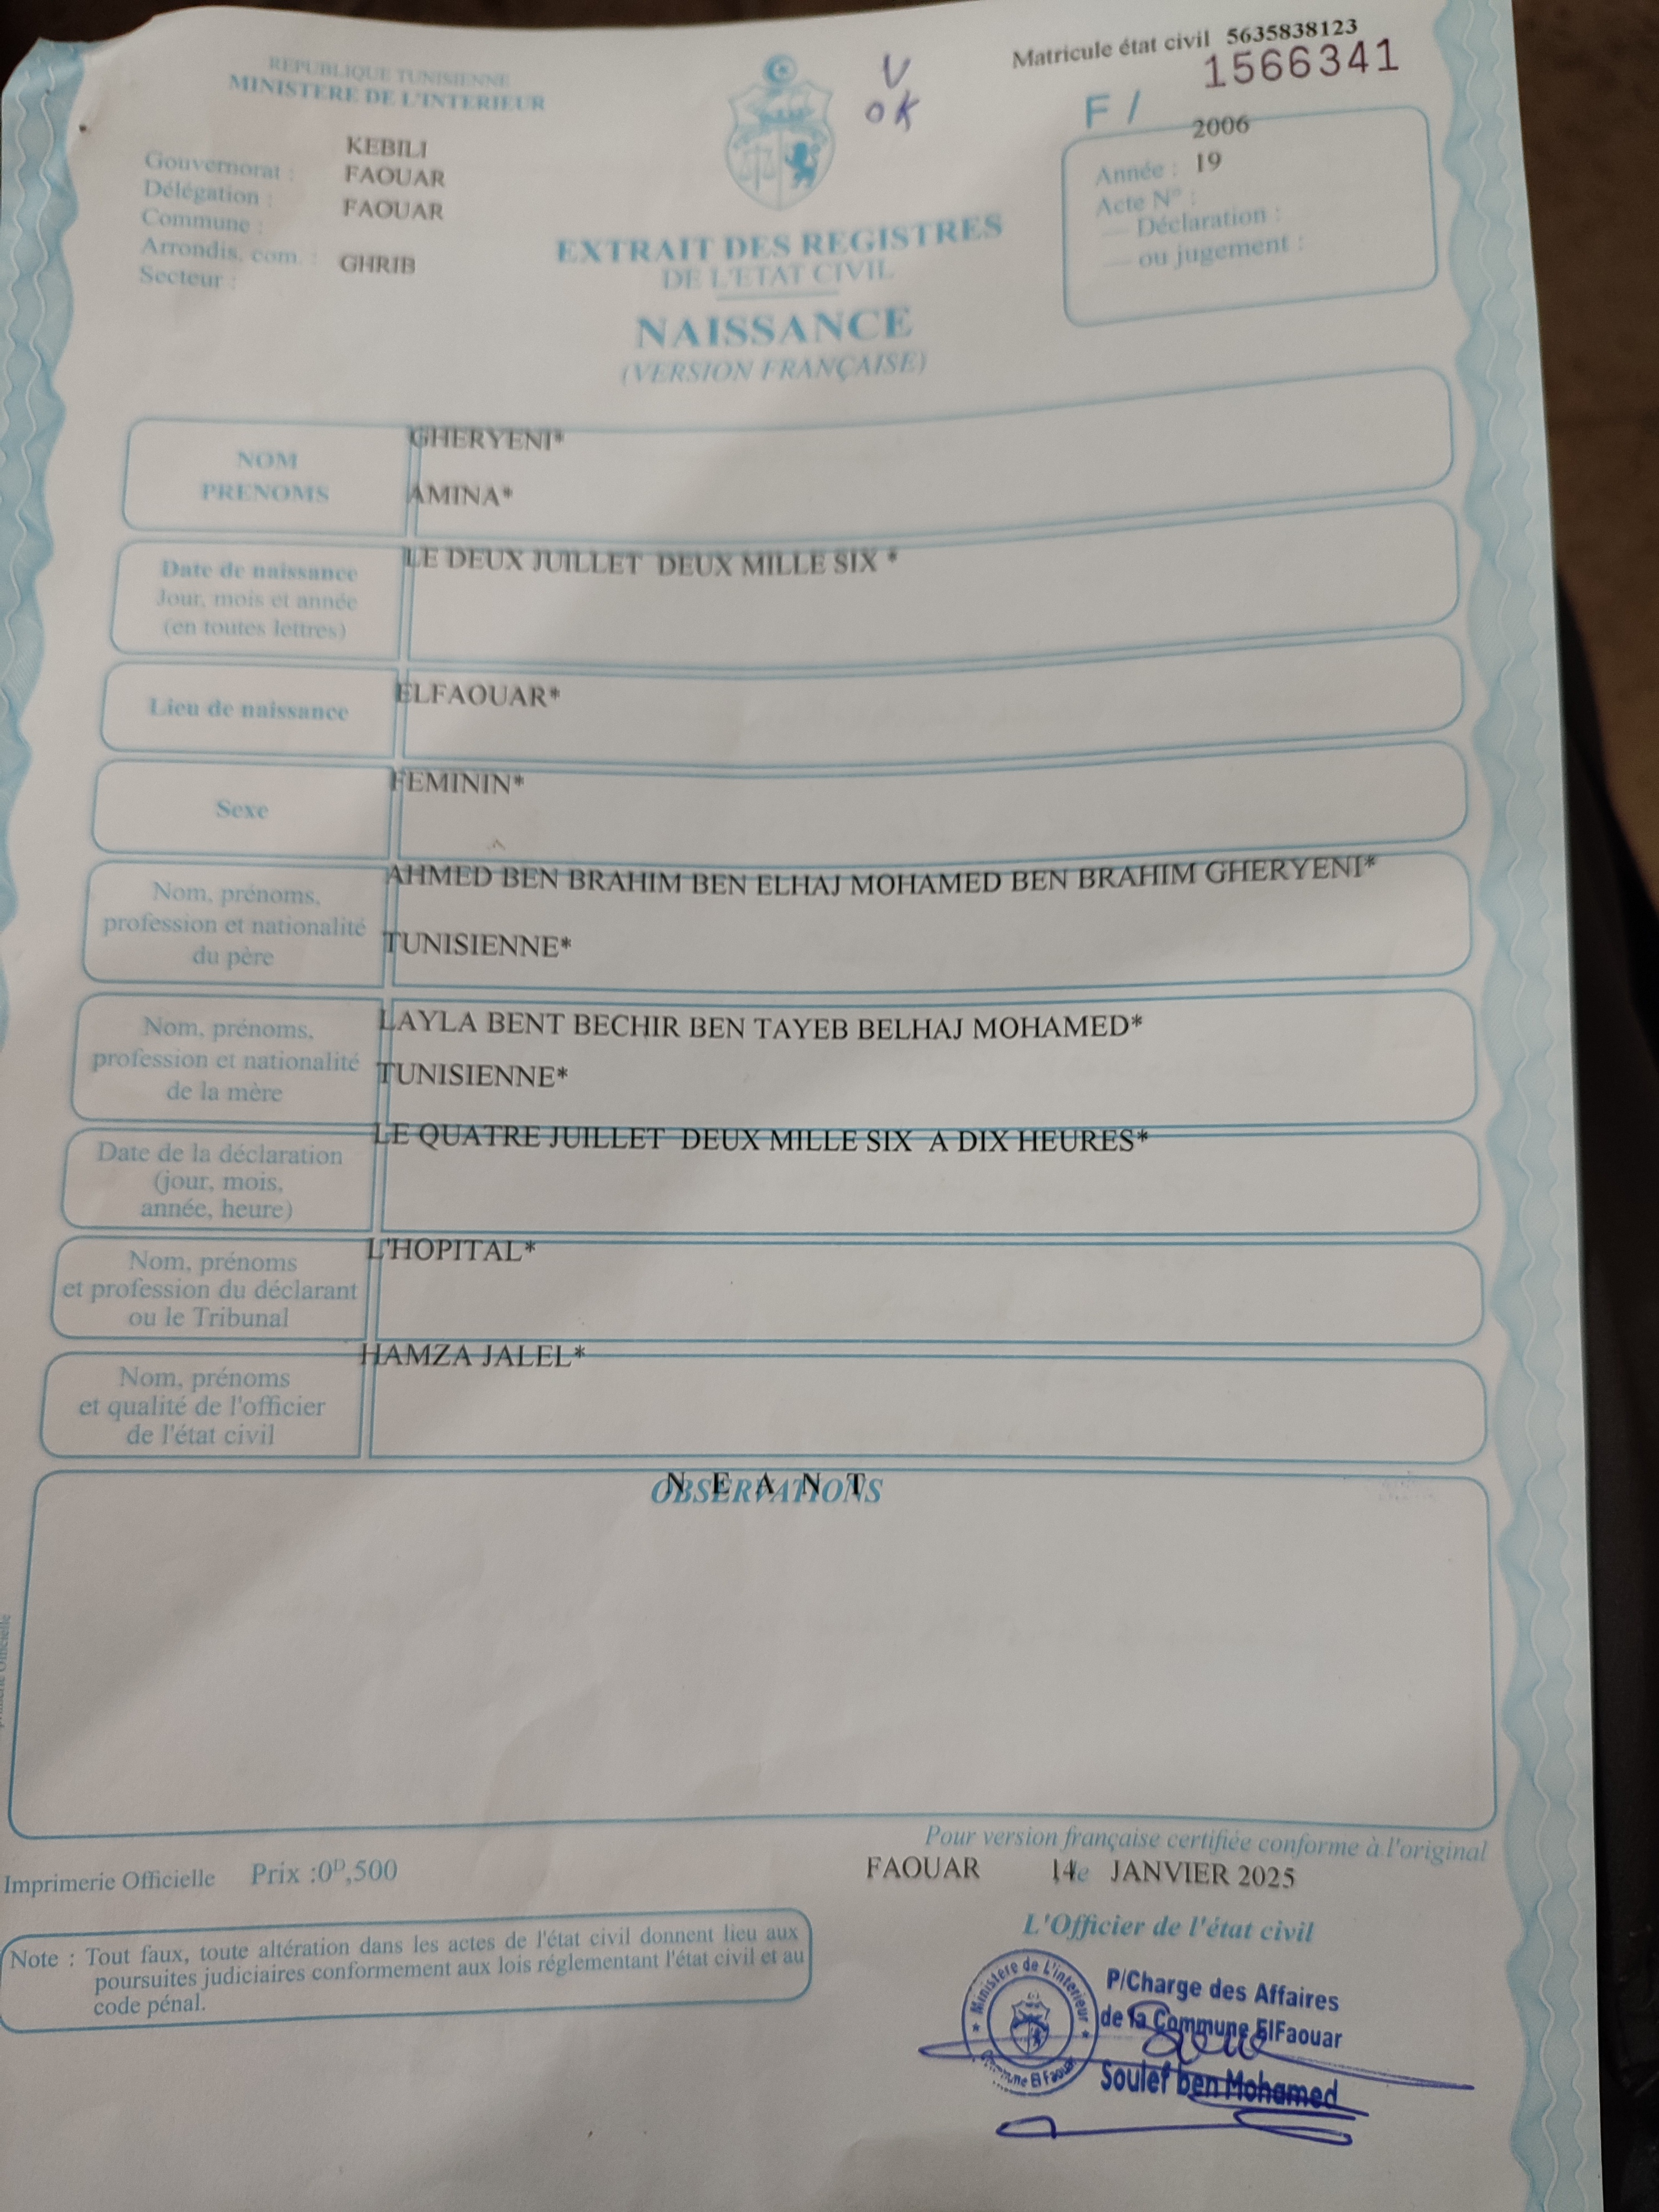 Matricule état civil 5635838123
1566341
REPUBLIQUE TUNISIENNE
MINISTERE DE L'INTERIEUR
V
OK
F /
Gouvernorat : KEBILI
Délégation : FAOUAR
Commune : FAOUAR
Arrondis. com. :
Secteur : GHRIB
2006
Année : 19
Acte N° :
— Déclaration :
— ou jugement :
EXTRAIT DES REGISTRES
DE L'ETAT CIVIL
NAISSANCE
(VERSION FRANÇAISE)
NOM GHERYENI*
PRENOMS AMINA*
Date de naissance
Jour, mois et année
(en toutes lettres)
LE DEUX JUILLET DEUX MILLE SIX *
Lieu de naissance
ELFAOUAR*
Sexe
FEMININ*
Nom, prénoms,
profession et nationalité
du père
AHMED BEN BRAHIM BEN ELHAJ MOHAMED BEN BRAHIM GHERYENI*
TUNISIENNE*
Nom, prénoms,
profession et nationalité
de la mère
LAYLA BENT BECHIR BEN TAYEB BELHAJ MOHAMED*
TUNISIENNE*
Date de la déclaration
(jour, mois,
année, heure)
LE QUATRE JUILLET DEUX MILLE SIX A DIX HEURES*
Nom, prénoms
et profession du déclarant
ou le Tribunal
L'HOPITAL*
Nom, prénoms
et qualité de l'officier
de l'état civil
HAMZA JALEL*
OBSERVATIONS
N E A N T
Pour version française certifiée conforme à l'original
FAOUAR 14 le JANVIER 2025
Imprimerie Officielle Prix :0ᴰ,500
L'Officier de l'état civil
Note : Tout faux, toute altération dans les actes de l'état civil donnent lieu aux
poursuites judiciaires conformement aux lois réglementant l'état civil et au
code pénal.
* Ministère de L'interieur *
Commune El Faouar
P/Charge des Affaires
de la Commune ElFaouar
Soulef ben Mohamed